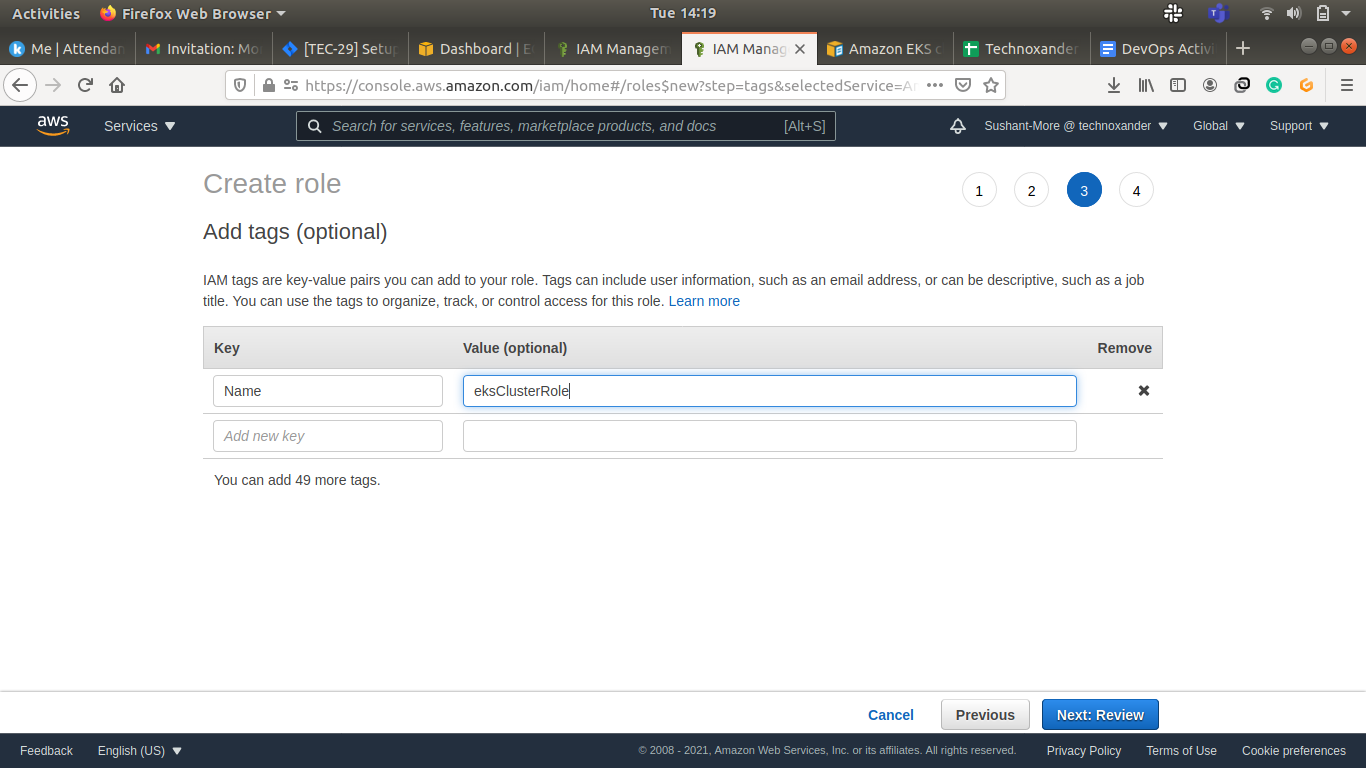 Activities Firefox Web Browser Tue 14:19
Me | Attendan Invitation: Mo [TEC-29] Setup Dashboard | E IAM Managem IAM Manag Amazon EKS c Technoxander DevOps Activi
https://console.aws.amazon.com/iam/home#/roles$new?step=tags&selectedService=A
aws Services Search for services, features, marketplace products, and docs [Alt+S] Sushant-More @ technoxander Global Support
Create role 1 2 3 4
Add tags (optional)
IAM tags are key-value pairs you can add to your role. Tags can include user information, such as an email address, or can be descriptive, such as a job
title. You can use the tags to organize, track, or control access for this role. Learn more
Key Value (optional) Remove
Name eksClusterRole
Add new key
You can add 49 more tags.
Cancel Previous Next: Review
Feedback English (US) © 2008 - 2021, Amazon Web Services, Inc. or its affiliates. All rights reserved. Privacy Policy Terms of Use Cookie preferences